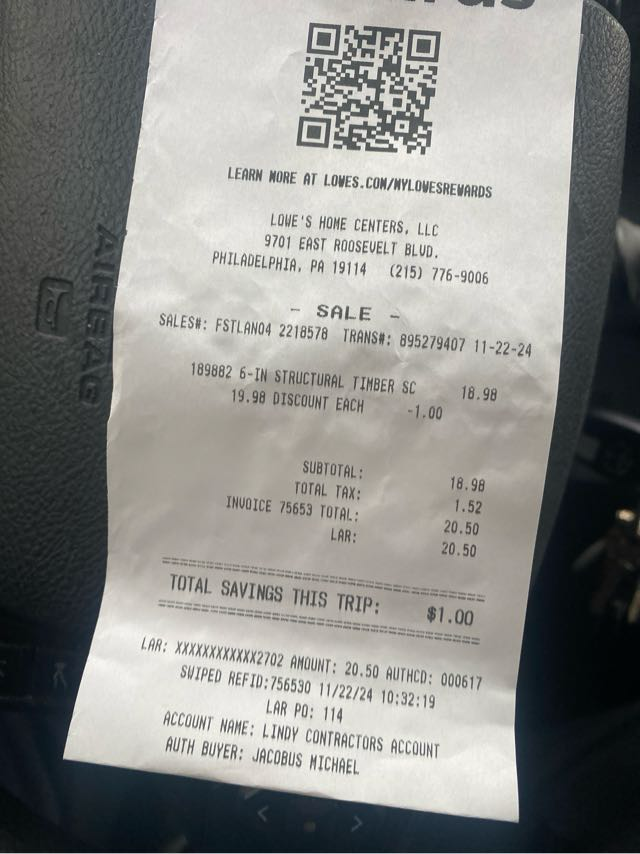 LEARN MORE AT LOWES.COM/MYLOWESREWARDS
LOWE'S HOME CENTERS, LLC
9701 EAST ROOSEVELT BLVD.
PHILADELPHIA, PA 19114 (215) 776-9006
- SALE -
SALES#: FSTLAN04 2218578 TRANS#: 895279407 11-22-24
189882 6-IN STRUCTURAL TIMBER SC 18.98
19.98 DISCOUNT EACH -1.00
SUBTOTAL: 18.98
TOTAL TAX: 1.52
INVOICE 75653 TOTAL: 20.50
LAR: 20.50
TOTAL SAVINGS THIS TRIP: $1.00
LAR: XXXXXXXXXXXX2702 AMOUNT: 20.50 AUTHCD: 000617
SWIPED REFID:756530 11/22/24 10:32:19
LAR PO: 114
ACCOUNT NAME: LINDY CONTRACTORS ACCOUNT
AUTH BUYER: JACOBUS MICHAEL
AIRBAG